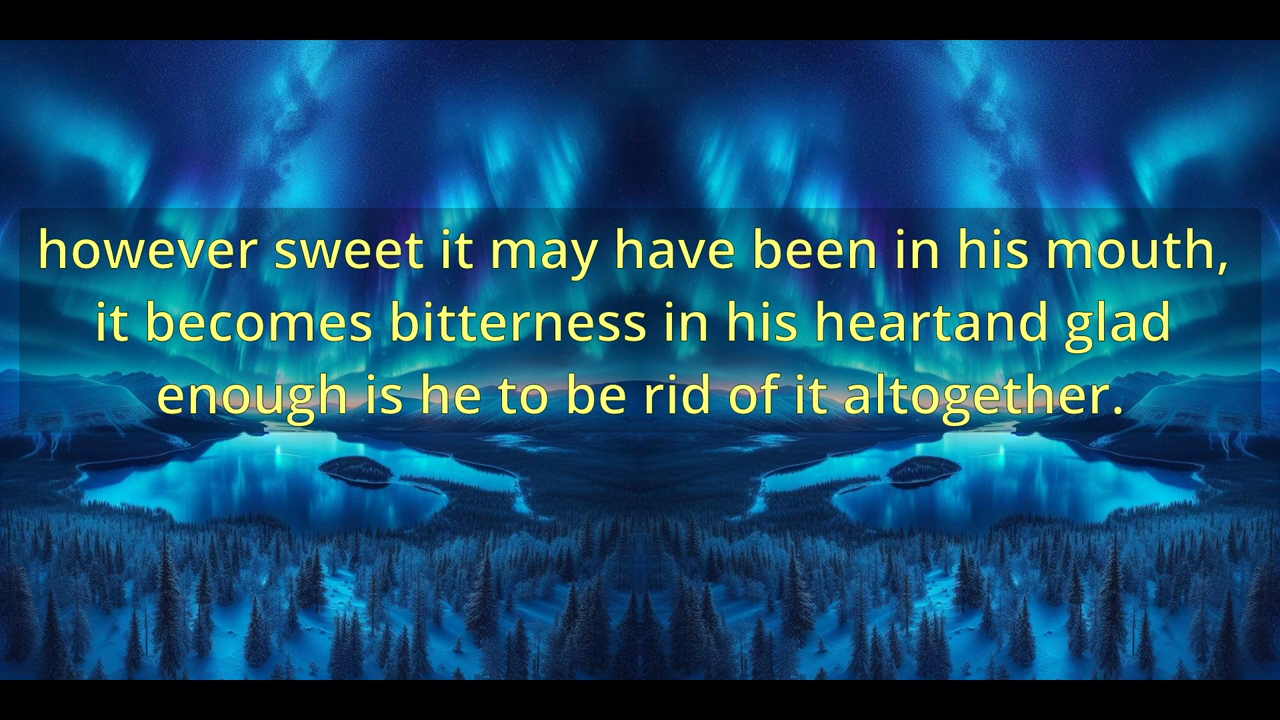 however sweet it may have been in his mouth,
it becomes bitterness in his heartand glad
enough is he to be rid of it altogether.